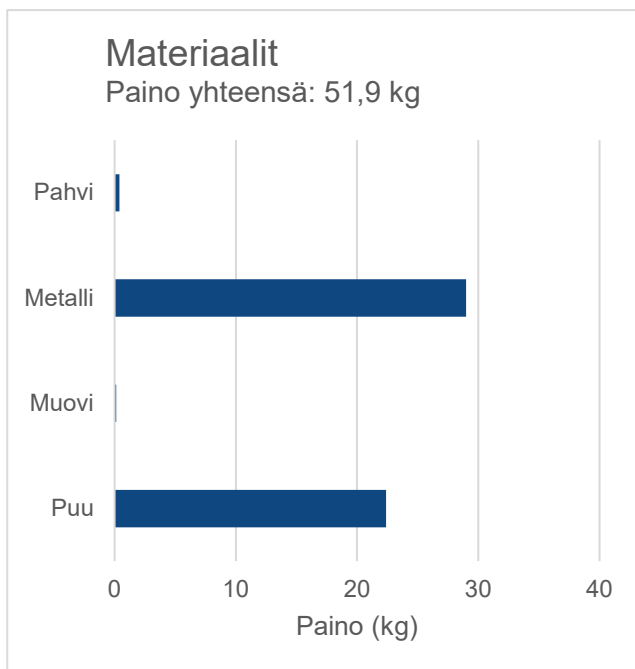 Materiaalit
Paino yhteensä: 51,9 kg
Pahvi
Metalli
Muovi
Puu
0 10 20 30 40
Paino (kg)